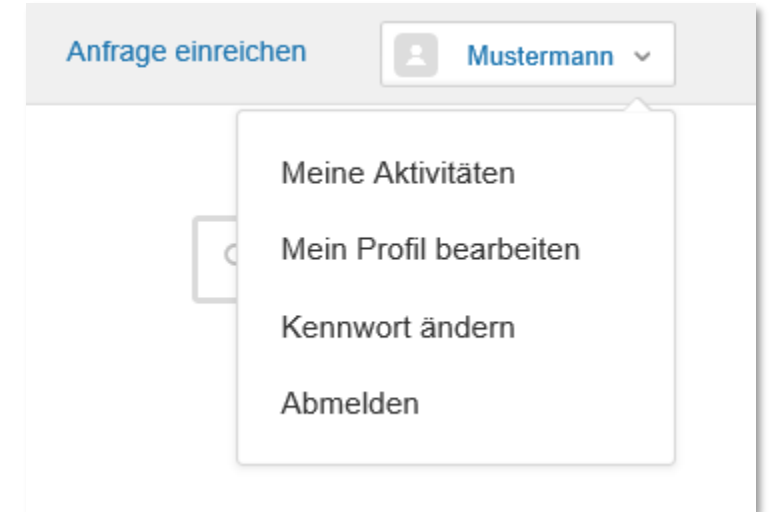 Anfrage einreichen
Mustermann
Meine Aktivitäten
Mein Profil bearbeiten
Kennwort ändern
Abmelden